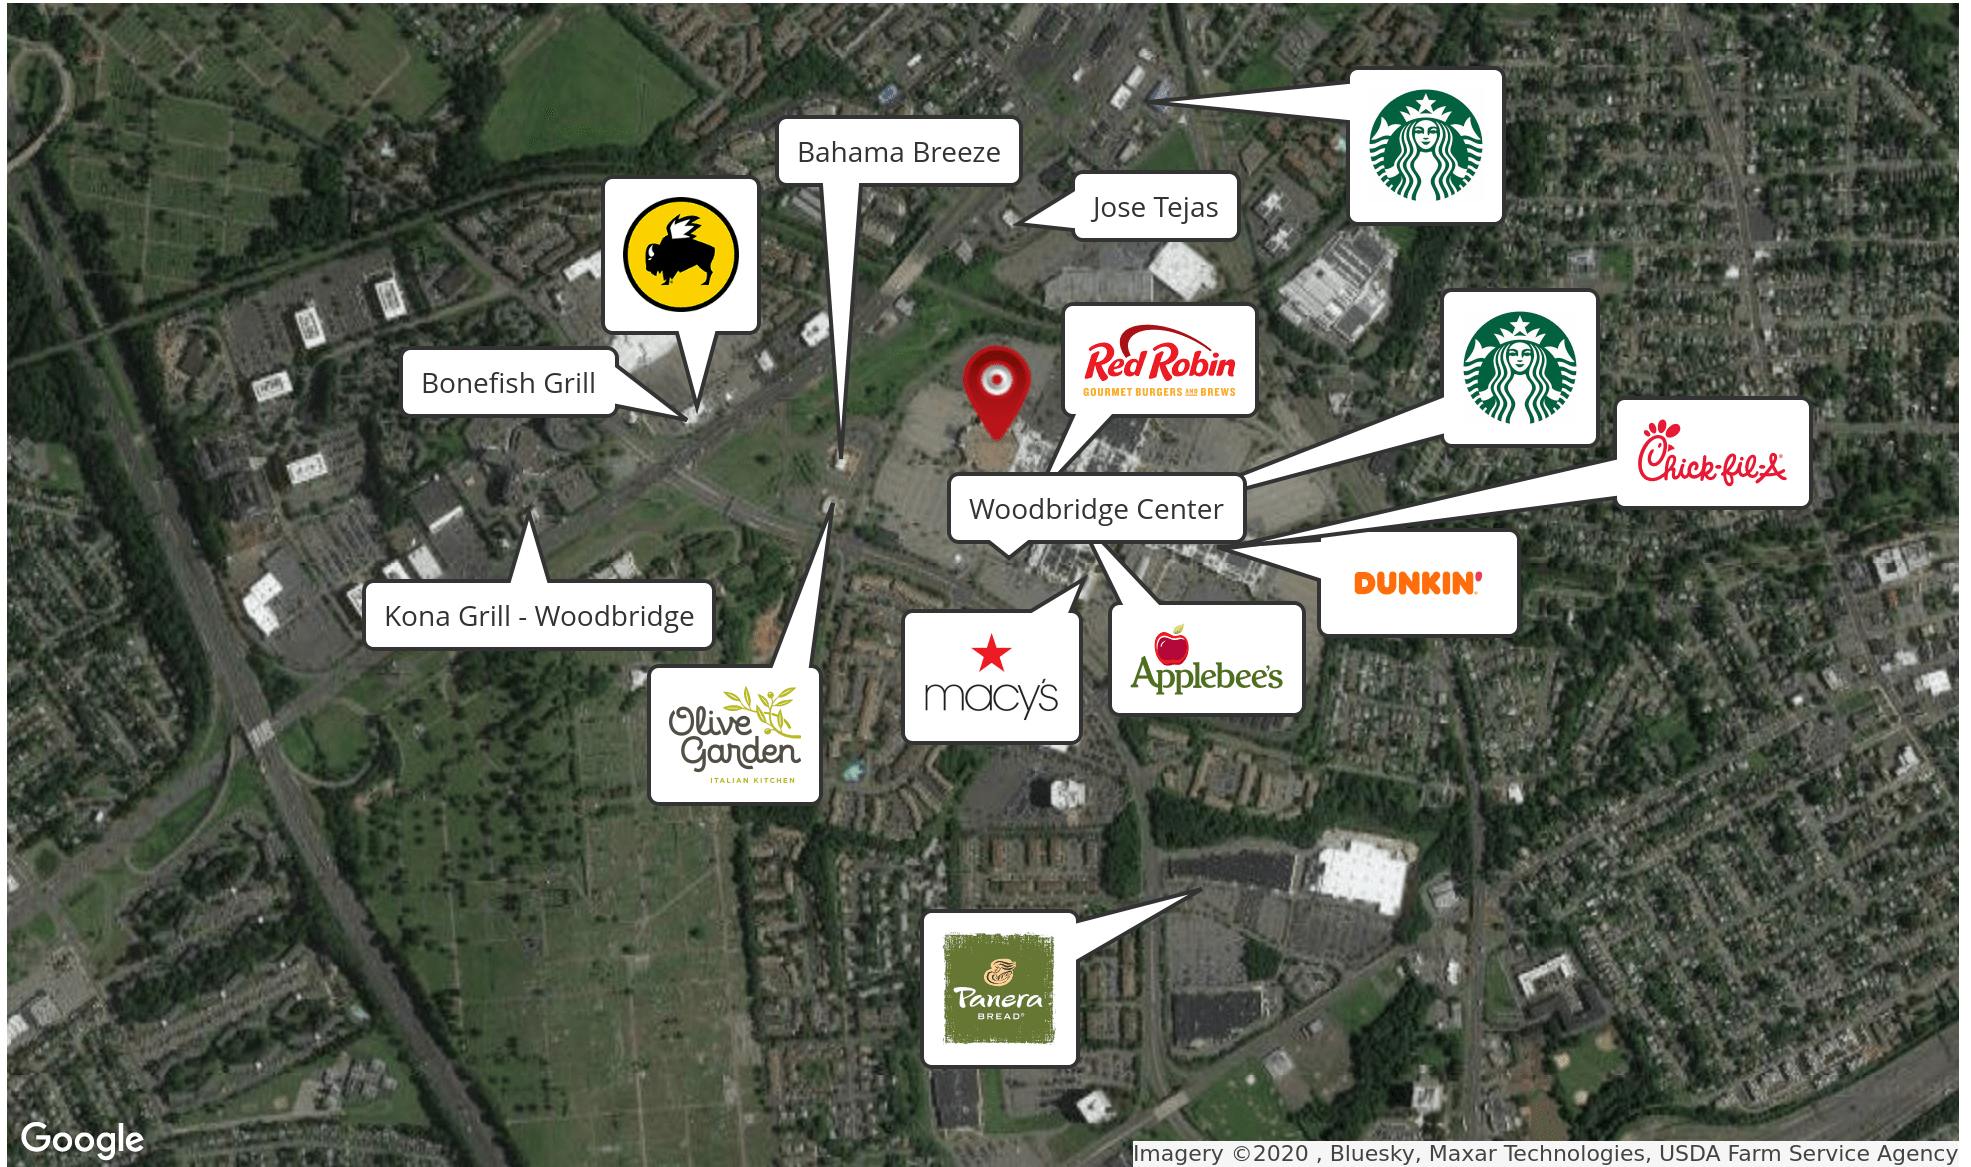 Bahama Breeze
Jose Tejas
Bonefish Grill
Red Robin
GOURMET BURGERS AND BREWS
Chick-fil-A
Woodbridge Center
DUNKIN'
Kona Grill - Woodbridge
macy's
Applebee's
Olive
Garden
ITALIAN KITCHEN
Panera
BREAD®
Google
Imagery ©2020 , Bluesky, Maxar Technologies, USDA Farm Service Agency